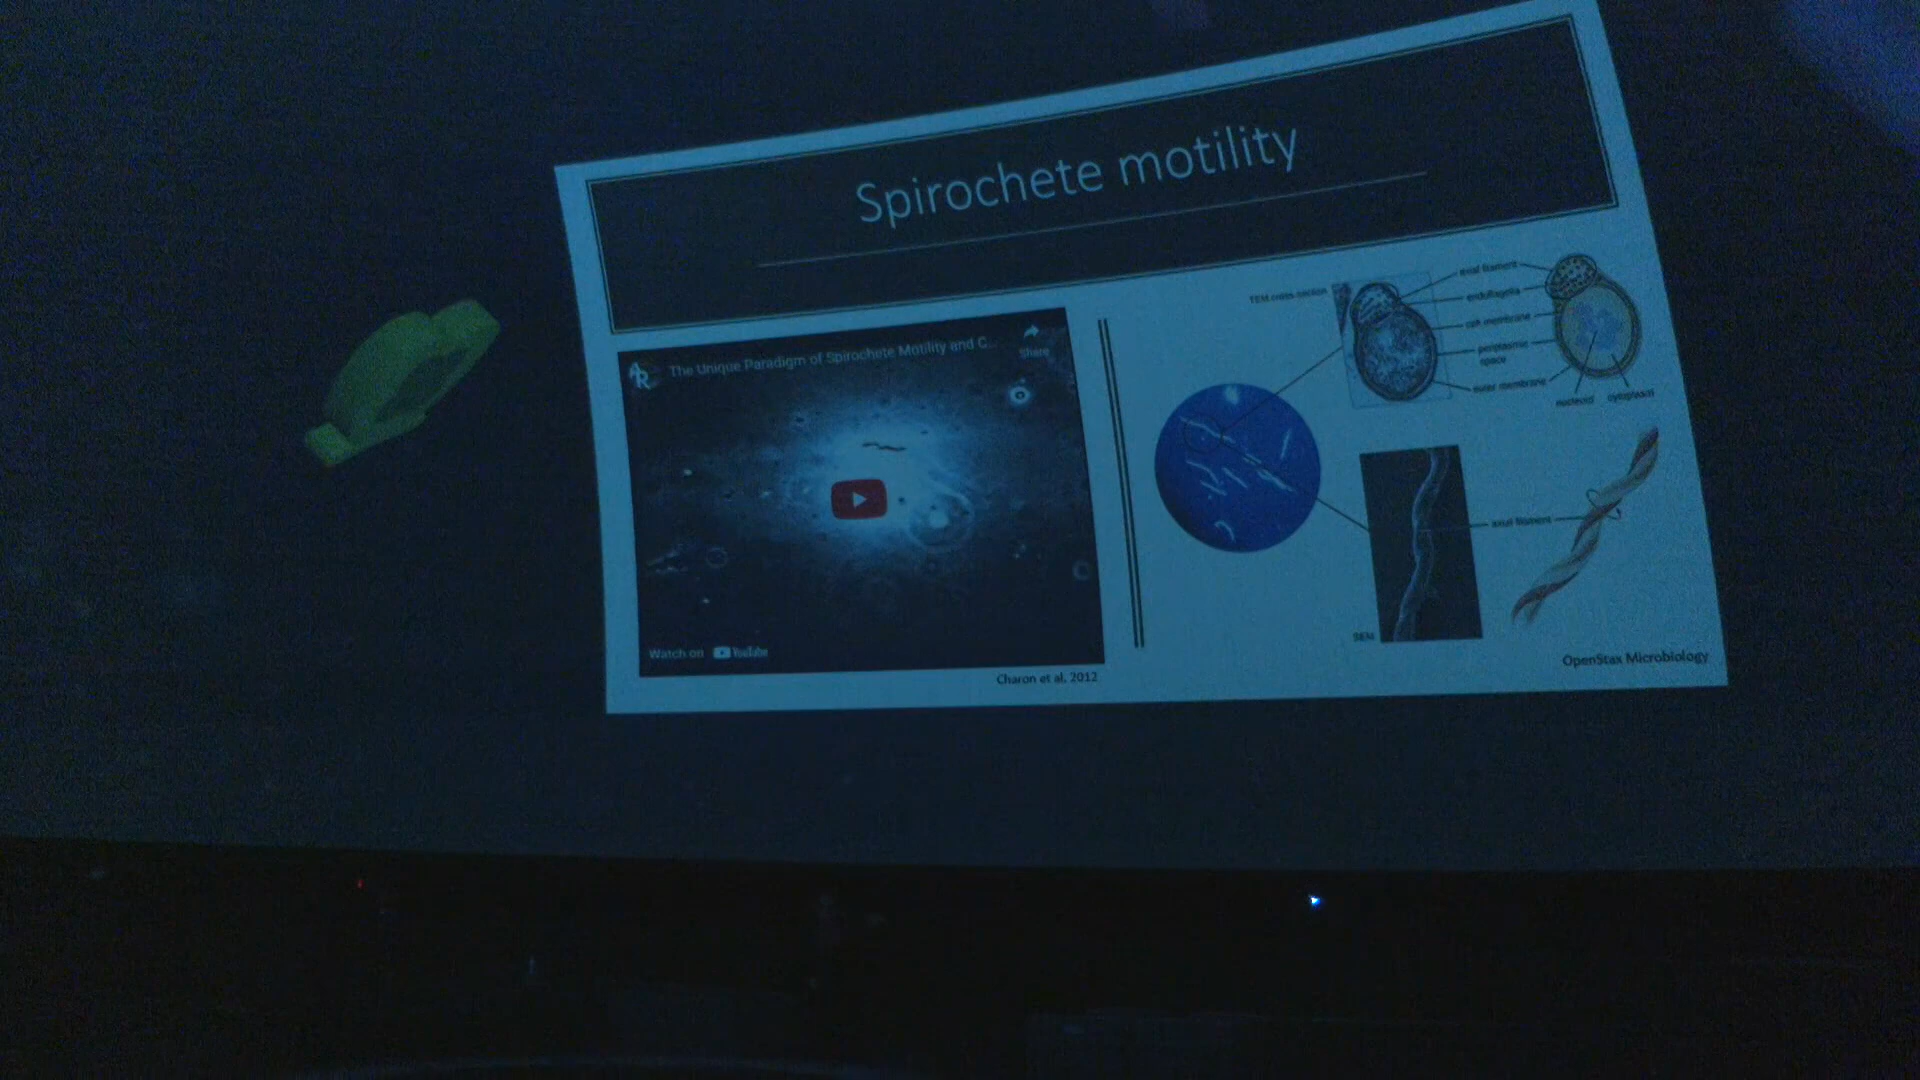 Spirochete motility
The Unique Paradigm of Spirochete Motility and C...
Share
Watch on YouTube
Charon et al, 2012
TEM cross-section
axial filament
endoflagella
cell membrane
periplasmic
space
outer membrane
nucleoid
cytoplasm
axial filament
SEM
OpenStax Microbiology